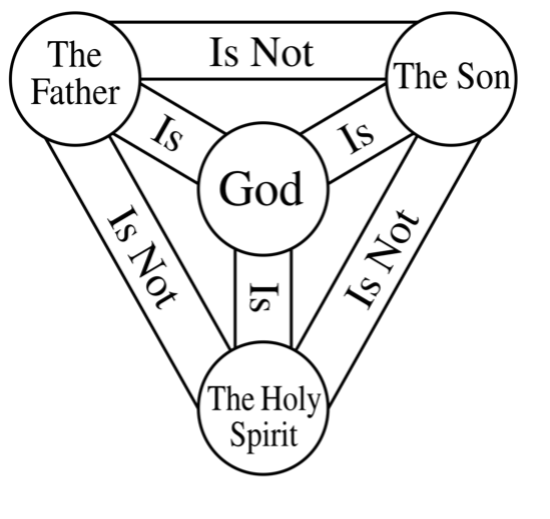 The
Father
Is Not
The Son
Is
Is
God
Is Not
Is
Is Not
The Holy
Spirit